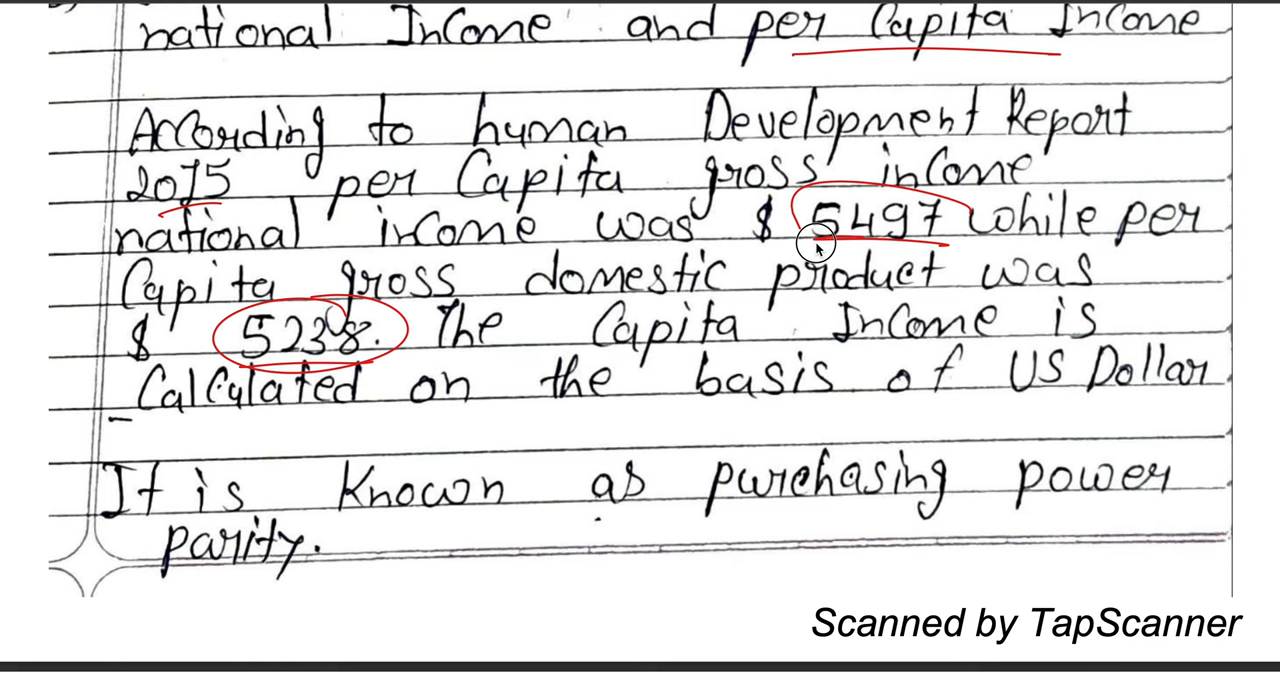 national Income and per Capita Income
According to human Development Report
2015 per Capita gross income
national income was $ 5497 while per
Capita gross domestic product was
$ 5238. The Capita Income is
Calculated on the basis of US Dollar
It is Known as purchasing power
parity.
Scanned by TapScanner